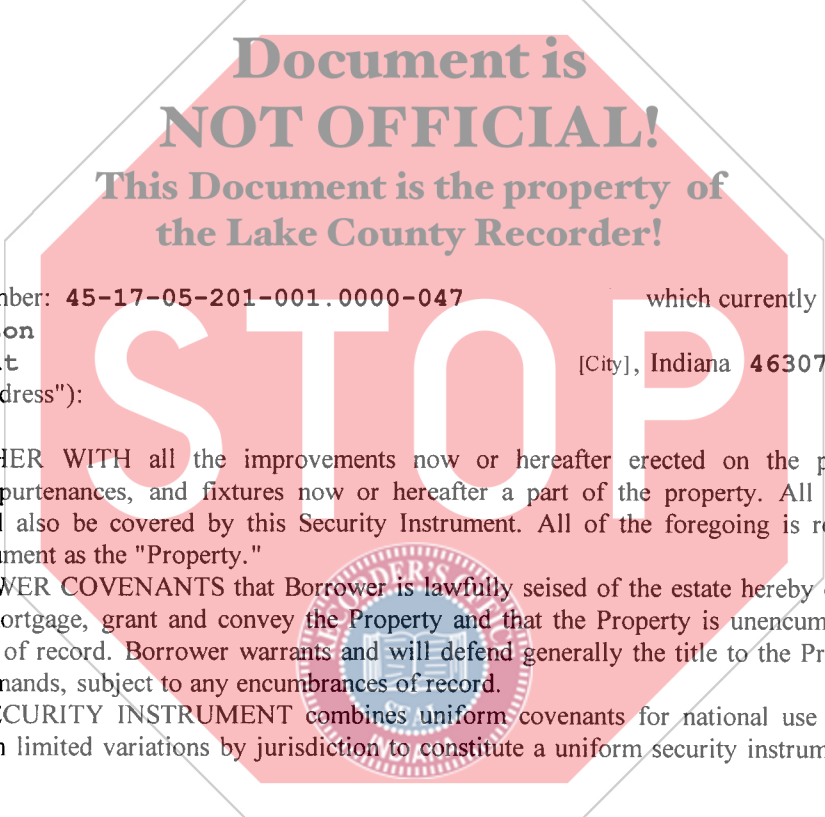 Document is
NOT OFFICIAL!
This Document is the property of
the Lake County Recorder!
nber: 45-17-05-201-001.0000-047 which currently
on
t [City], Indiana 46307
dress"):
STOP
HER WITH all the improvements now or hereafter erected on the p
purtenances, and fixtures now or hereafter a part of the property. All
l also be covered by this Security Instrument. All of the foregoing is r
ument as the "Property."
WER COVENANTS that Borrower is lawfully seised of the estate hereby
ortgage, grant and convey the Property and that the Property is unencum
of record. Borrower warrants and will defend generally the title to the Pr
mands, subject to any encumbrances of record.
ECURITY INSTRUMENT combines uniform covenants for national use
n limited variations by jurisdiction to constitute a uniform security instrum
SEAL